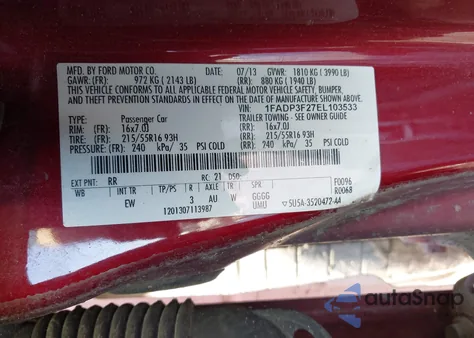 MFD. BY FORD MOTOR CO.
DATE: 07/13 GVWR: 1810 KG ( 3990 LB)
GAWR:(FR) 972 KG ( 2143 LB) (RR) 880 KG ( 1940 LB)
THIS VEHICLE CONFORMS TO ALL APPLICABLE FEDERAL MOTOR VEHICLE
SAFETY, BUMPER, AND THEFT PREVENTION STANDARDS IN EFFECT ON THE
DATE OF MANUFACTURE SHOWN ABOVE.
VIN: 1FADP3F27EL103533
TYPE: Passenger Car TRAILER TOWING - SEE OWNER GUIDE
RIM: (FR): 16x7.0J (RR): 16x7.0J
TIRE: (FR): 215/55R16 93H (RR): 215/55R16 93H
PRESSURE: (FR): 240 kPa/ 35 PSI COLD (RR): 240 kPa/ 35 PSI COLD
EXT PNT: RR RC: 21 DSO: F0096
WB INT TR TP/PS R AXLE TR SPR R0068
EW 3 AU W GGGG
1201307113987 UMU 5U5A-3520472-AA
autoSnap